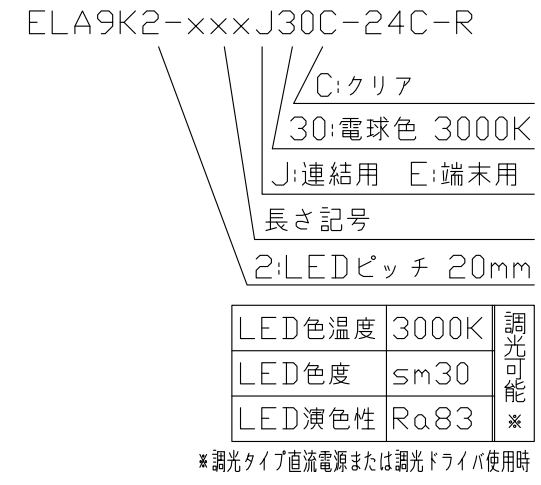 ELA9K2-xxxJ30C-24C-R
C:クリア
30:電球色 3000K
J:連結用 E:端末用
長さ記号
2:LEDピッチ 20mm
LED色温度 3000K
LED色度 sm30
LED演色性 Ra83
調光可能※
※調光タイプ直流電源または調光ドライバ使用時